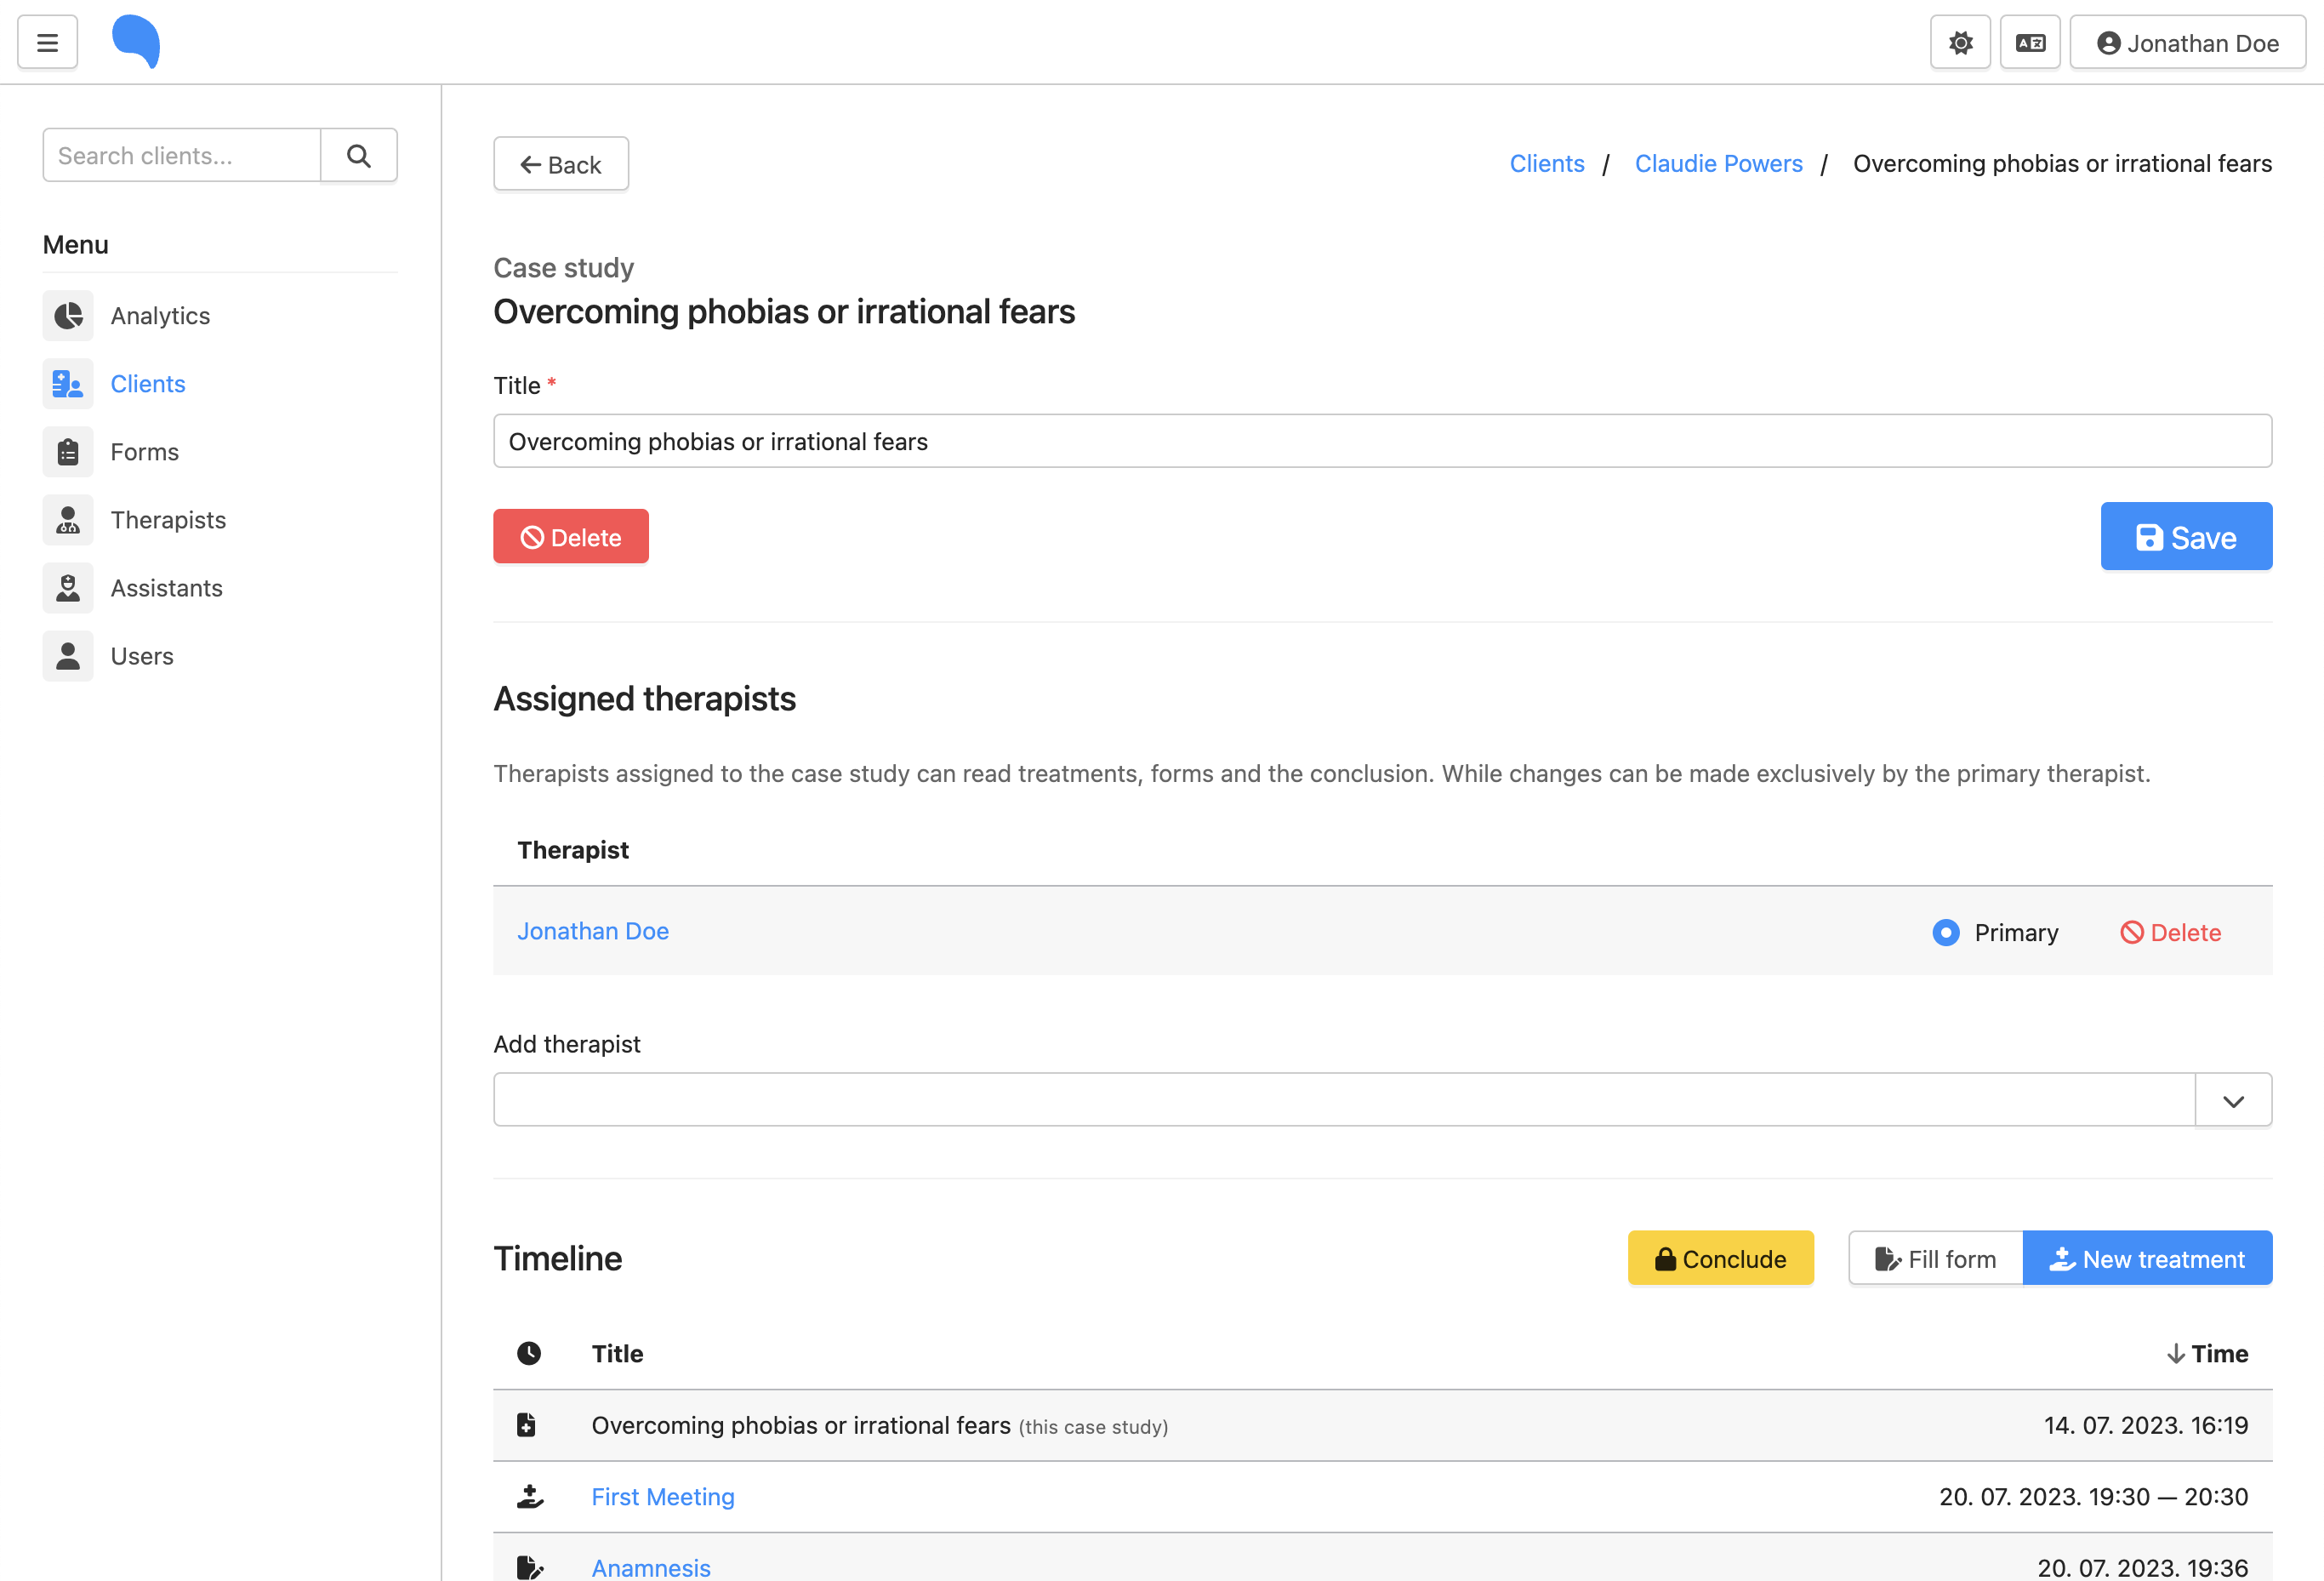 Jonathan Doe
Search clients...
Menu
Analytics
Clients
Forms
Therapists
Assistants
Users
Back
Clients / Claudie Powers / Overcoming phobias or irrational fears
Case study
Overcoming phobias or irrational fears
Title *
Overcoming phobias or irrational fears
Delete
Save
Assigned therapists
Therapists assigned to the case study can read treatments, forms and the conclusion. While changes can be made exclusively by the primary therapist.
Therapist
Jonathan Doe Primary Delete
Add therapist
Timeline Conclude Fill form New treatment
Title Time
Overcoming phobias or irrational fears (this case study) 14. 07. 2023. 16:19
First Meeting 20. 07. 2023. 19:30 — 20:30
Anamnesis 20. 07. 2023. 19:36